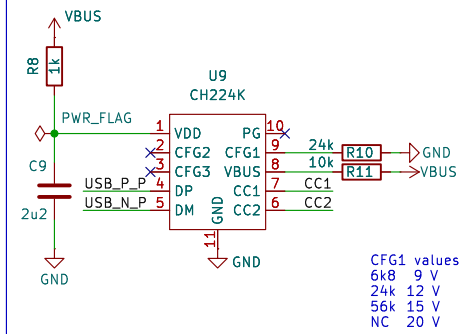 VBUS
R8
1k
U9
CH224K
PWR_FLAG
1 VDD
2 CFG2
3 CFG3
4 DP
5 DM
PG 10
CFG1 9
VBUS 8
CC1 7
CC2 6
GND
11
USB_P_P
USB_N_P
24k
R10
GND
10k
R11
VBUS
CC1
CC2
C9
2u2
GND
GND
CFG1 values
6k8 9 V
24k 12 V
56k 15 V
NC 20 V